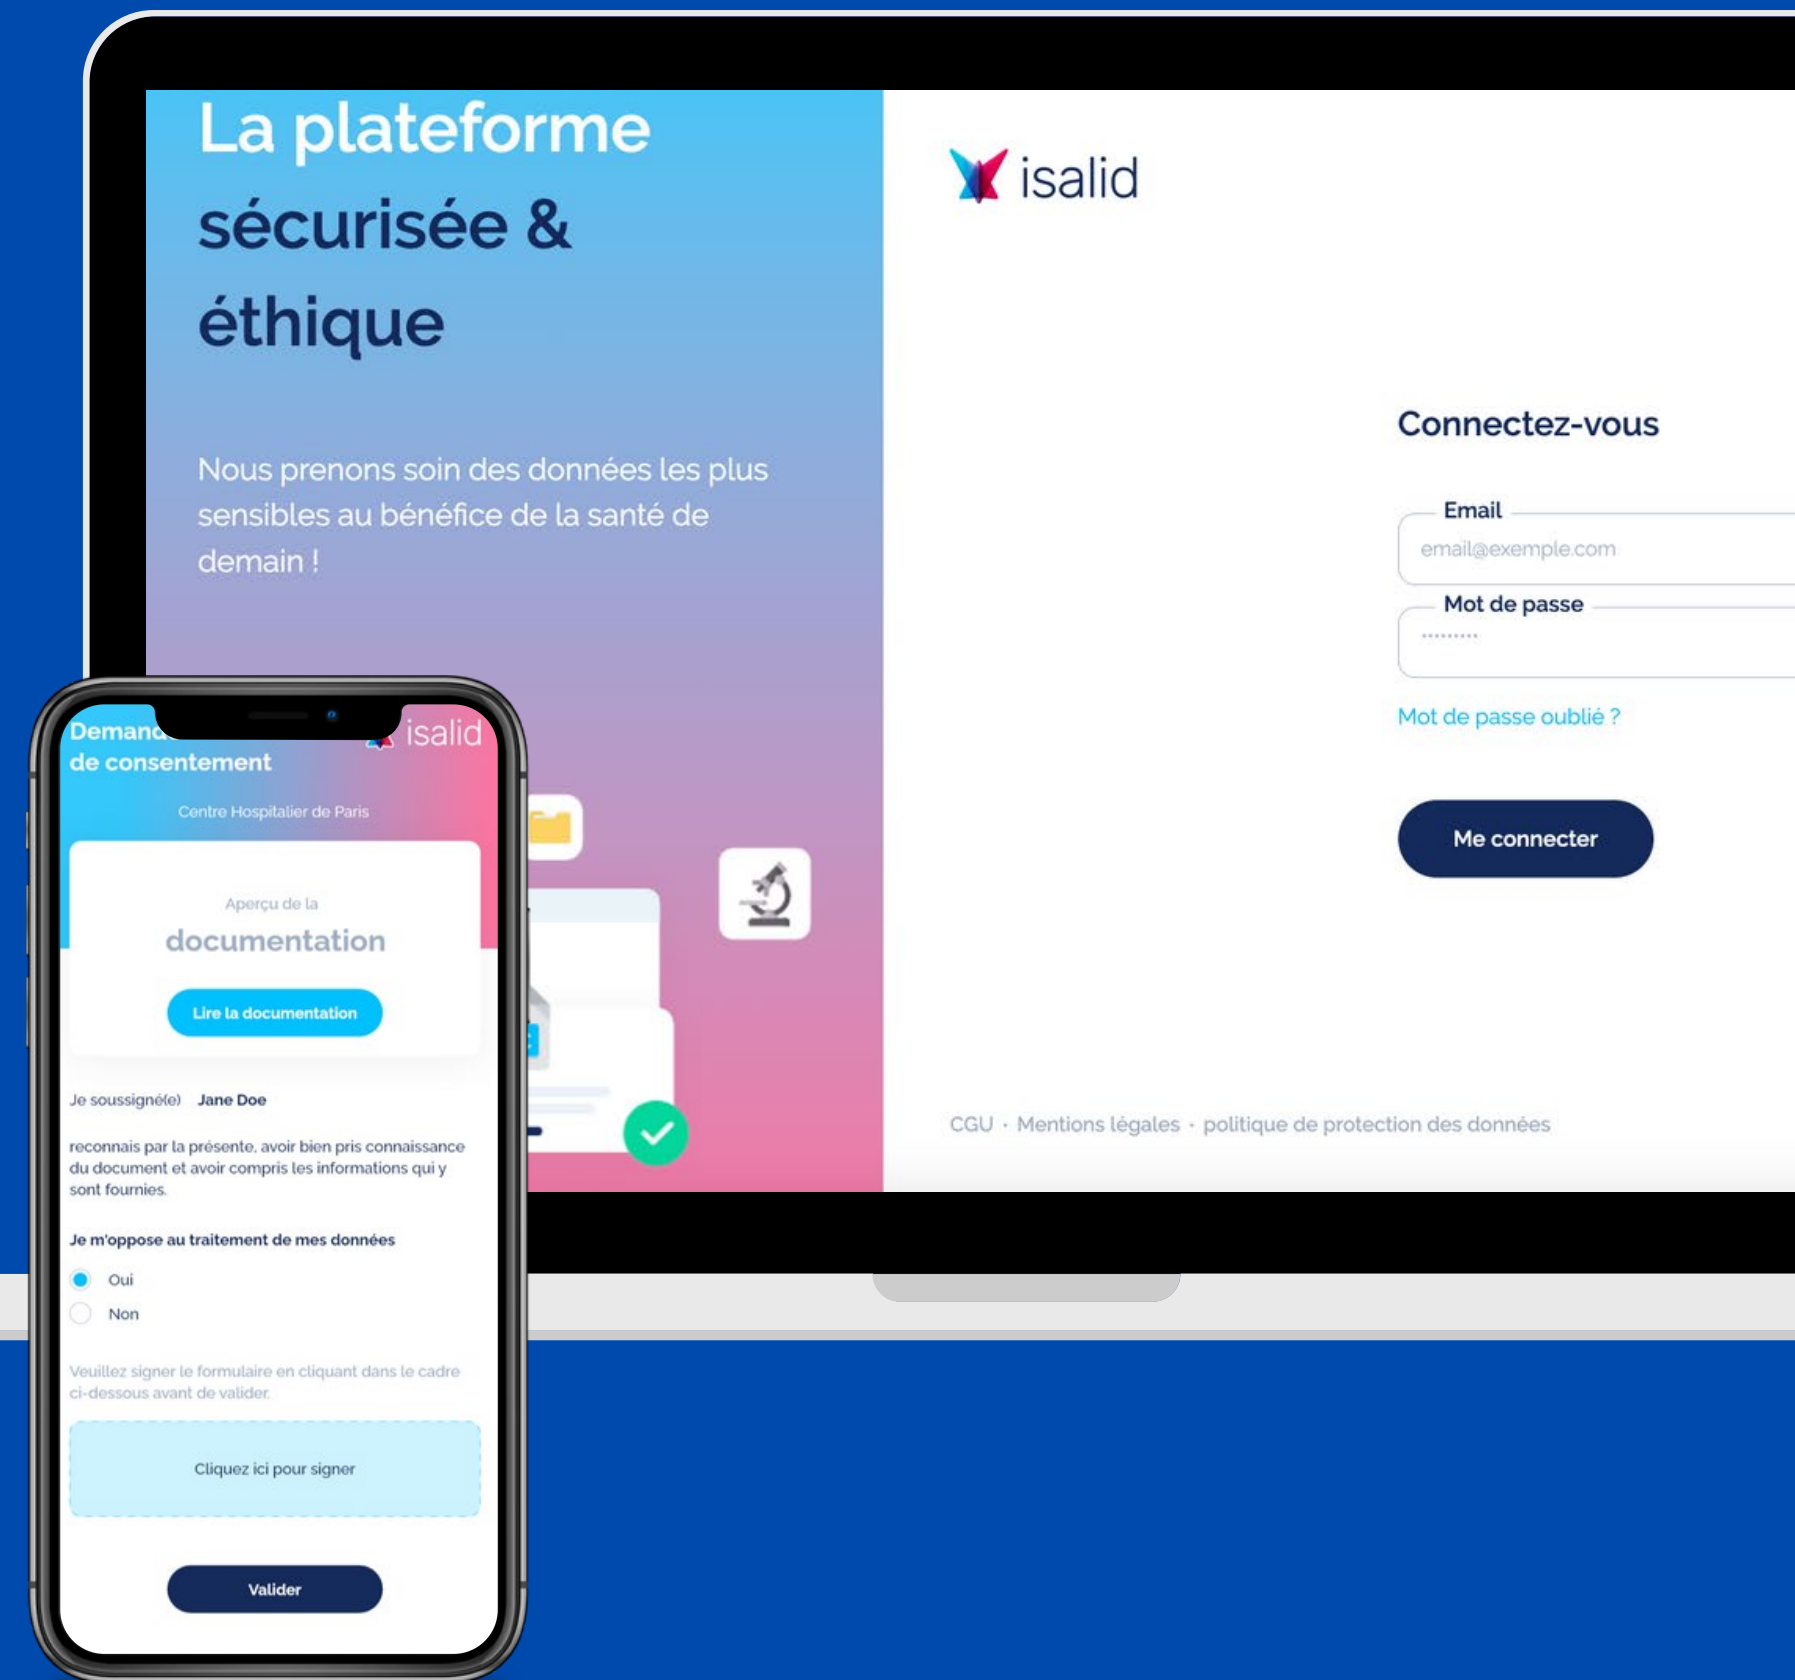 La plateforme
sécurisée &
éthique
Nous prenons soin des données les plus
sensibles au bénéfice de la santé de
demain !
isalid
Connectez-vous
Email
email@exemple.com
Mot de passe
Mot de passe oublié ?
Me connecter
CGU · Mentions légales · politique de protection des données
isalid
de consentement
Centre Hospitalier de Paris
Aperçu de la
documentation
Lire la documentation
Je soussigné(e) Jane Doe
reconnais par la présente, avoir bien pris connaissance
du document et avoir compris les informations qui y
sont fournies.
Je m'oppose au traitement de mes données
Oui
Non
Veuillez signer le formulaire en cliquant dans le cadre
ci-dessous avant de valider.
Cliquez ici pour signer
Valider